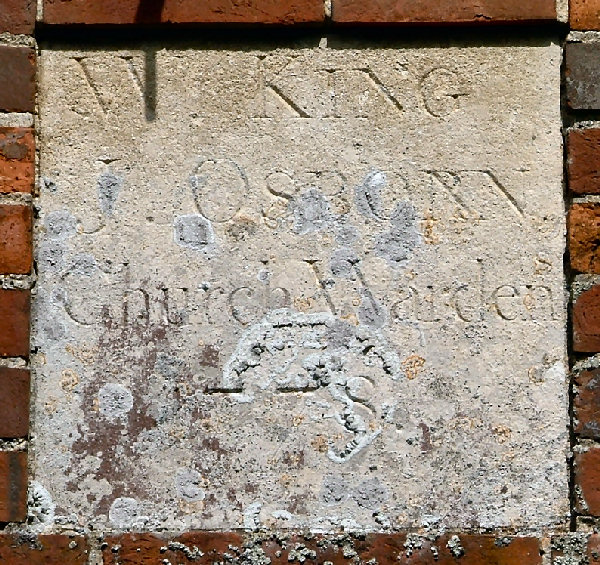 W KING
J OSBORN
Church Wardens